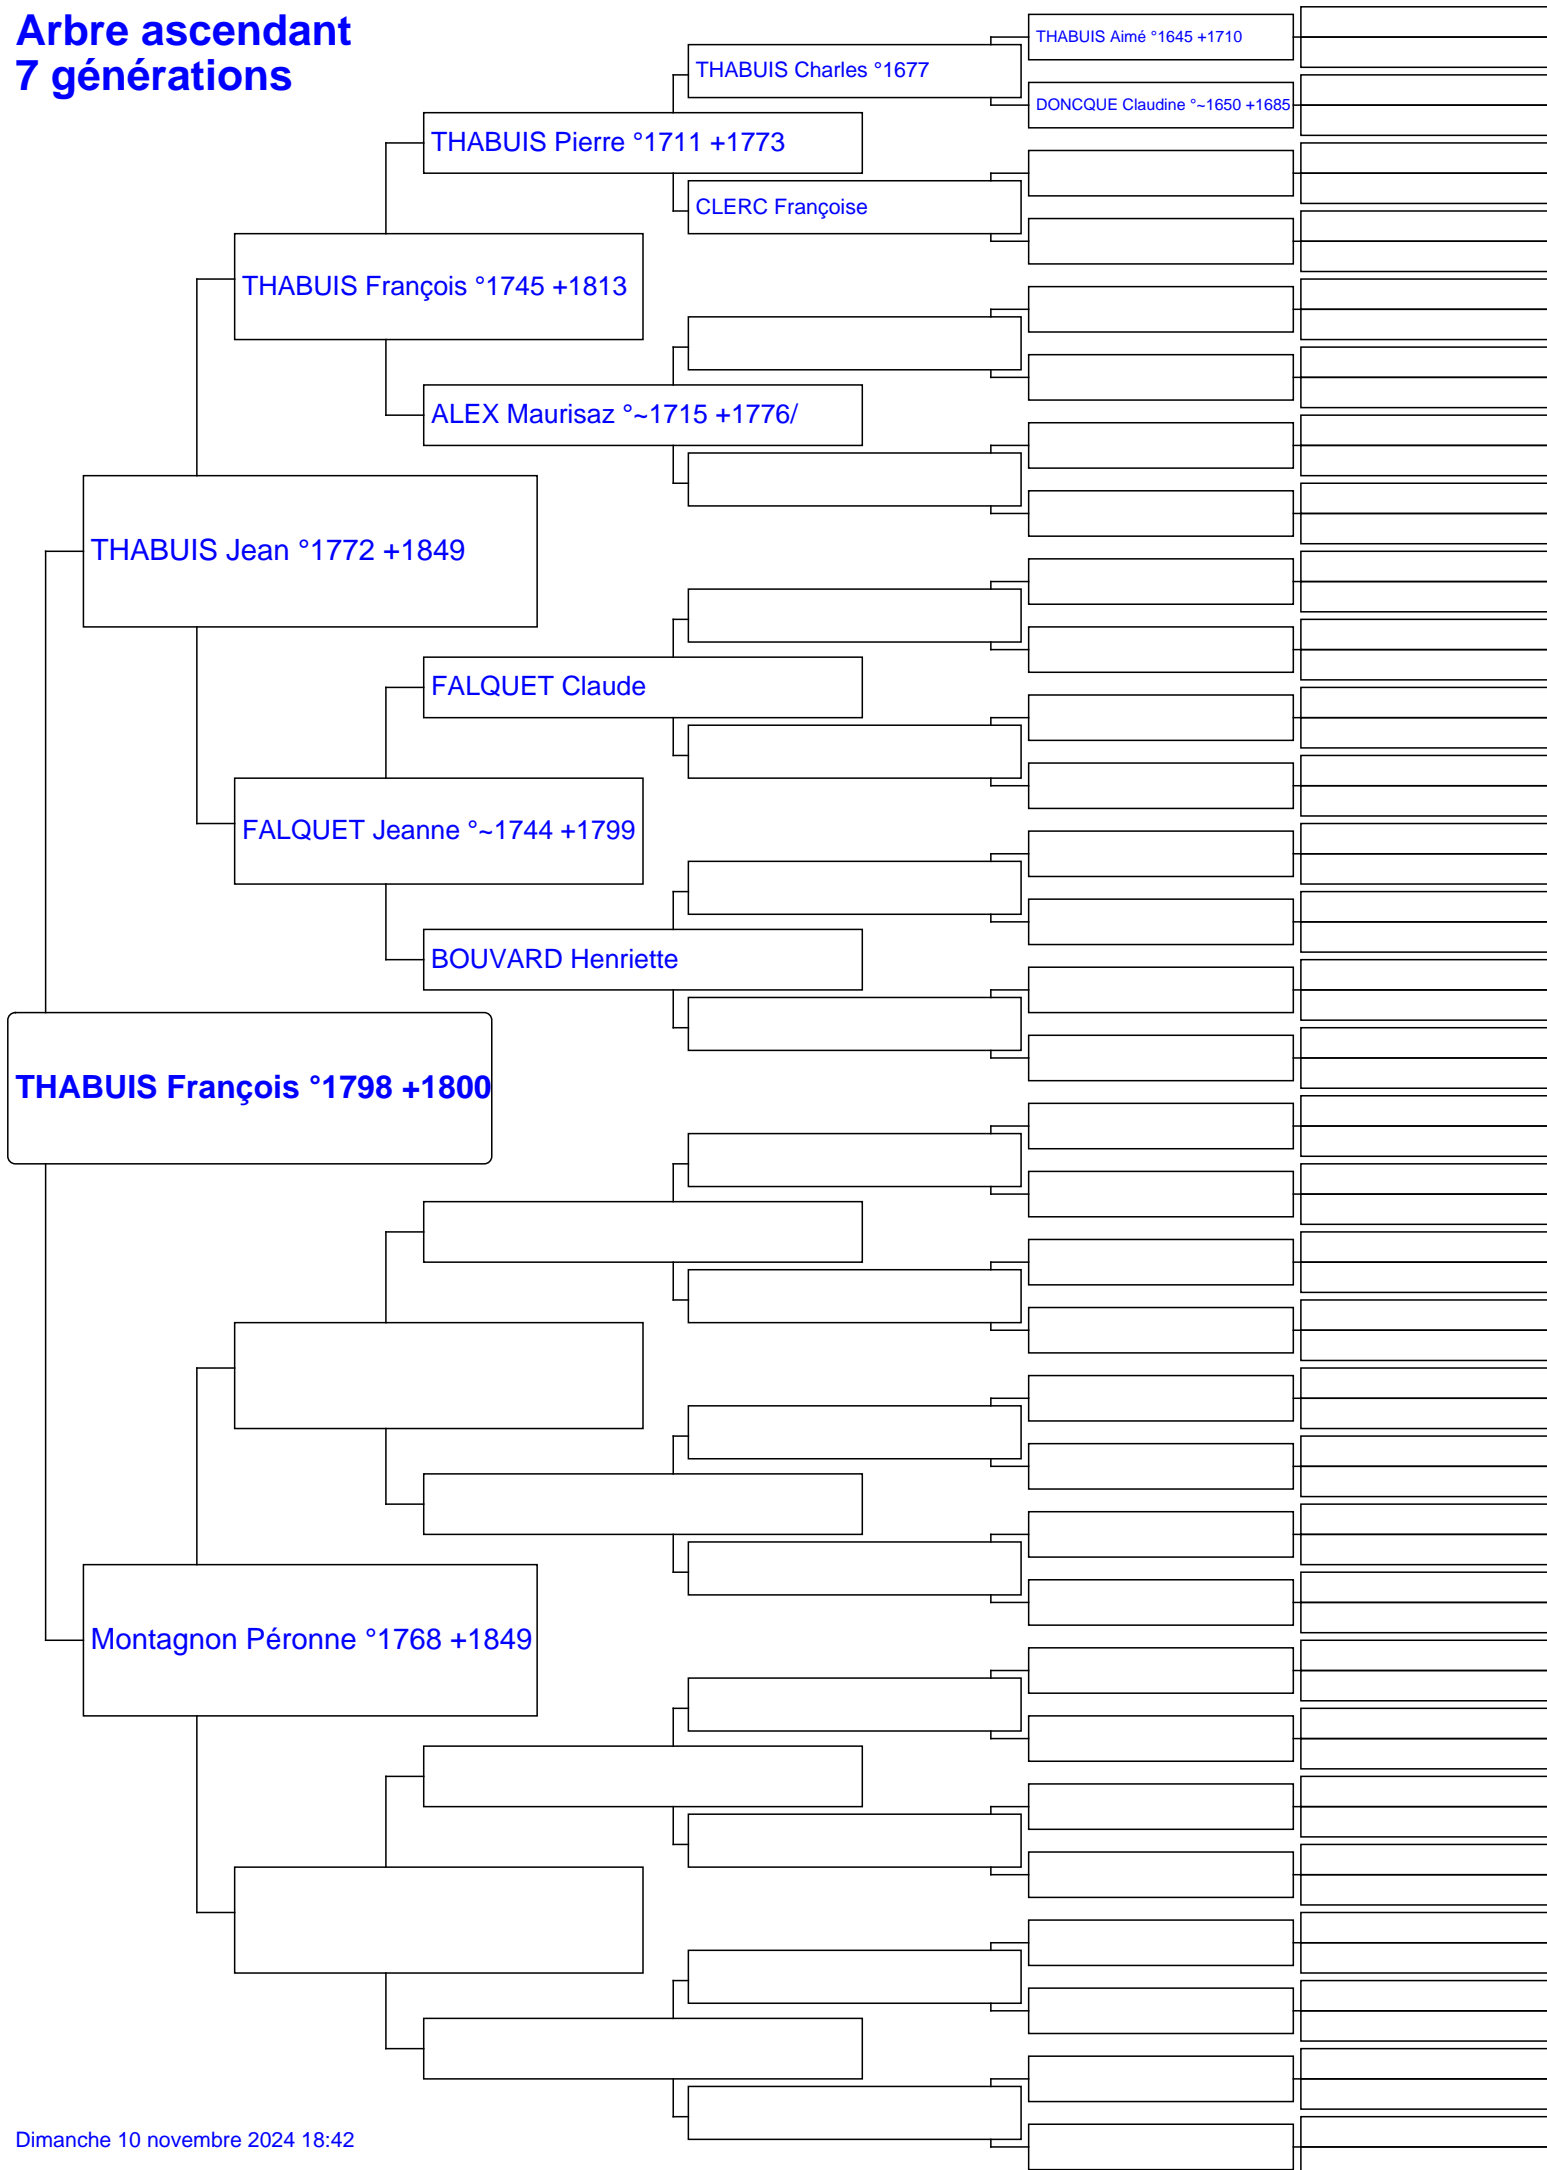 Arbre ascendant
7 générations
THABUIS Aimé °1645 +1710
THABUIS Charles °1677
DONCQUE Claudine °~1650 +1685
THABUIS Pierre °1711 +1773
CLERC Françoise
THABUIS François °1745 +1813
ALEX Maurisaz °~1715 +1776/
THABUIS Jean °1772 +1849
FALQUET Claude
FALQUET Jeanne °~1744 +1799
BOUVARD Henriette
THABUIS François °1798 +1800
Montagnon Péronne °1768 +1849
Dimanche 10 novembre 2024 18:42